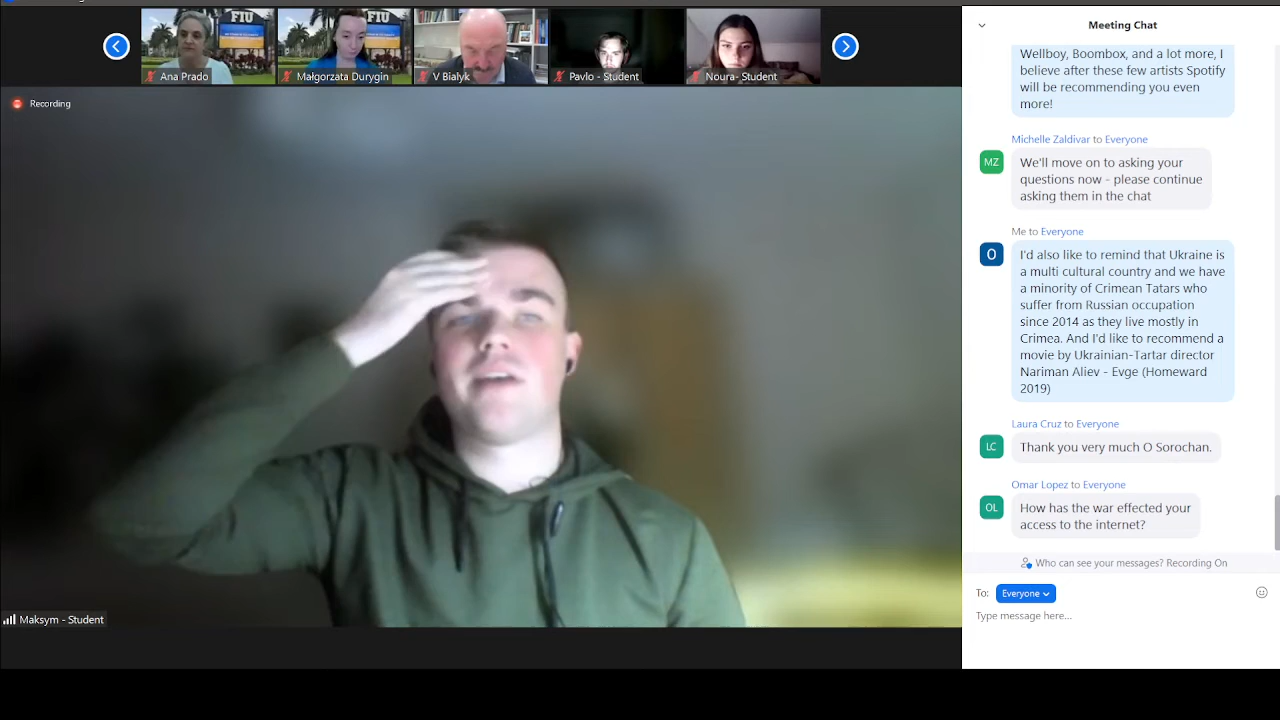 FIU
FIU
Ana Prado
Małgorzata Durygin
V Bialyk
Pavlo - Student
Noura- Student
Recording
Maksym - Student
Meeting Chat
Wellboy, Boombox, and a lot more, I
believe after these few artists Spotify
will be recommending you even
more!
Michelle Zaldivar to Everyone
MZ
We'll move on to asking your
questions now - please continue
asking them in the chat
Me to Everyone
O
I'd also like to remind that Ukraine is
a multi cultural country and we have
a minority of Crimean Tatars who
suffer from Russian occupation
since 2014 as they live mostly in
Crimea. And I'd like to recommend a
movie by Ukrainian-Tartar director
Nariman Aliev - Evge (Homeward
2019)
Laura Cruz to Everyone
LC
Thank you very much O Sorochan.
Omar Lopez to Everyone
OL
How has the war effected your
access to the internet?
Who can see your messages? Recording On
To: Everyone
Type message here...